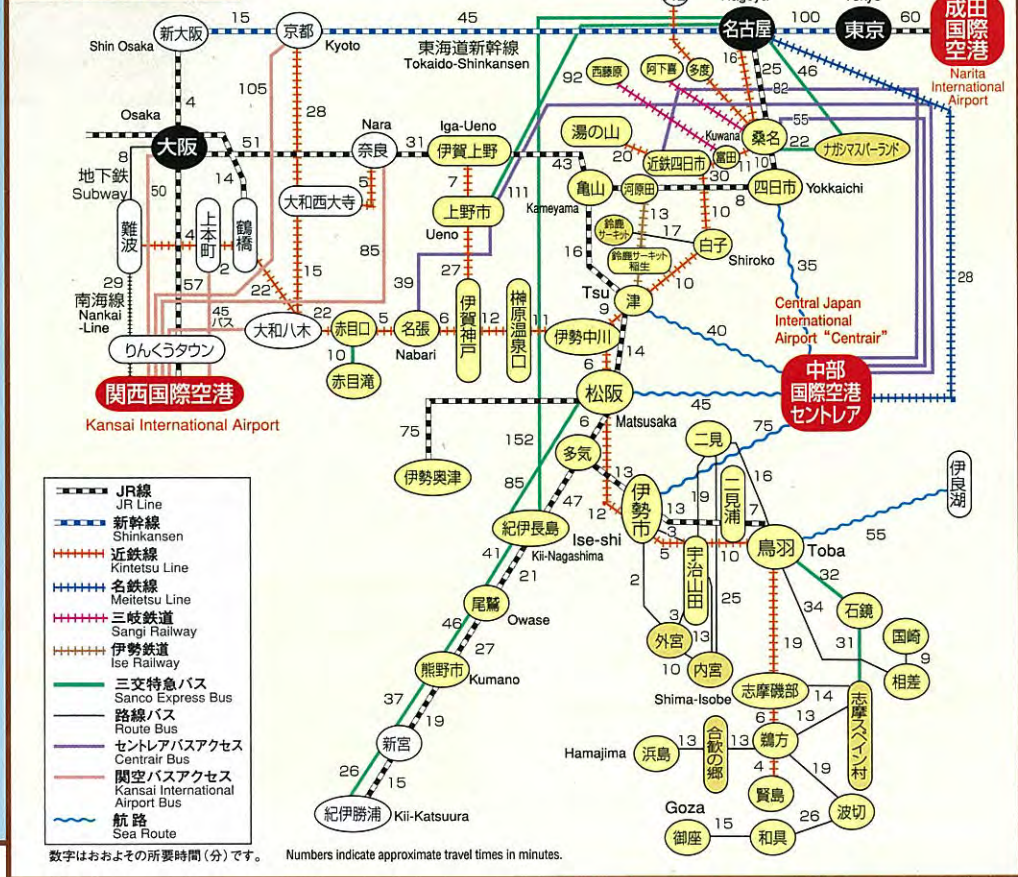 Nagoya
15
45
100
60
新大阪
京都
名古屋
東京
成田
国際
空港
Shin Osaka
Kyoto
東海道新幹線
Tokaido-Shinkansen
Narita
International
Airport
16
25
46
82
92
西藤原
阿下喜
多度
105
4
28
55
Osaka
Nara
Iga-Ueno
湯の山
Kuwana
桑名
22
ナガシマスパーランド
大阪
51
奈良
31
伊賀上野
20
近鉄四日市
富田
11
10
8
地下鉄
Subway
50
14
5
7
111
43
30
亀山
Kameyama
河原田
8
四日市
Yokkaichi
大和西大寺
上野市
Ueno
13
10
難波
4
上本町
鶴橋
2
鈴鹿
サーキット
17
白子
Shiroko
16
鈴鹿サーキット
稲生
85
35
28
29
南海線
Nankai
-Line
57
22
15
39
27
10
Tsu
津
45
バス
22
大和八木
5
赤目口
名張
Nabari
6
伊賀神戸
12
榊原温泉口
11
伊勢中川
9
14
40
Central Japan
International
Airport “Centrair”
りんくうタウン
10
赤目滝
6
関西国際空港
Kansai International Airport
松阪
Matsusaka
45
中部
国際空港
セントレア
75
75
152
6
伊勢奥津
多気
13
二見
16
伊良湖
85
47
12
伊勢市
Ise-shi
19
二見浦
13
7
55
紀伊長島
Kii-Nagashima
3
5
10
鳥羽
Toba
宇治山田
41
21
2
25
32
尾鷲
Owase
石鏡
34
46
27
3
外宮
13
10
内宮
19
31
国崎
9
相差
熊野市
Kumano
Shima-Isobe
志摩磯部
14
志摩スペイン村
37
19
6
13
新宮
Hamajima
浜島
13
合歓の郷
13
鵜方
19
26
15
4
賢島
紀伊勝浦
Kii-Katsuura
Goza
御座
15
和具
26
波切
JR線
JR Line
新幹線
Shinkansen
近鉄線
Kintetsu Line
名鉄線
Meitetsu Line
三岐鉄道
Sangi Railway
伊勢鉄道
Ise Railway
三交特急バス
Sanco Express Bus
路線バス
Route Bus
セントレアバスアクセス
Centrair Bus
関空バスアクセス
Kansai International
Airport Bus
航路
Sea Route
数字はおおよその所要時間（分）です。
Numbers indicate approximate travel times in minutes.